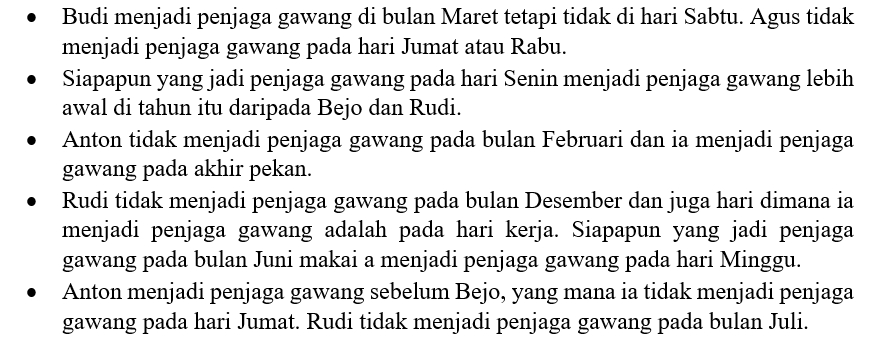 • Budi menjadi penjaga gawang di bulan Maret tetapi tidak di hari Sabtu. Agus tidak
menjadi penjaga gawang pada hari Jumat atau Rabu.
• Siapapun yang jadi penjaga gawang pada hari Senin menjadi penjaga gawang lebih
awal di tahun itu daripada Bejo dan Rudi.
• Anton tidak menjadi penjaga gawang pada bulan Februari dan ia menjadi penjaga
gawang pada akhir pekan.
• Rudi tidak menjadi penjaga gawang pada bulan Desember dan juga hari dimana ia
menjadi penjaga gawang adalah pada hari kerja. Siapapun yang jadi penjaga
gawang pada bulan Juni makai a menjadi penjaga gawang pada hari Minggu.
• Anton menjadi penjaga gawang sebelum Bejo, yang mana ia tidak menjadi penjaga
gawang pada hari Jumat. Rudi tidak menjadi penjaga gawang pada bulan Juli.